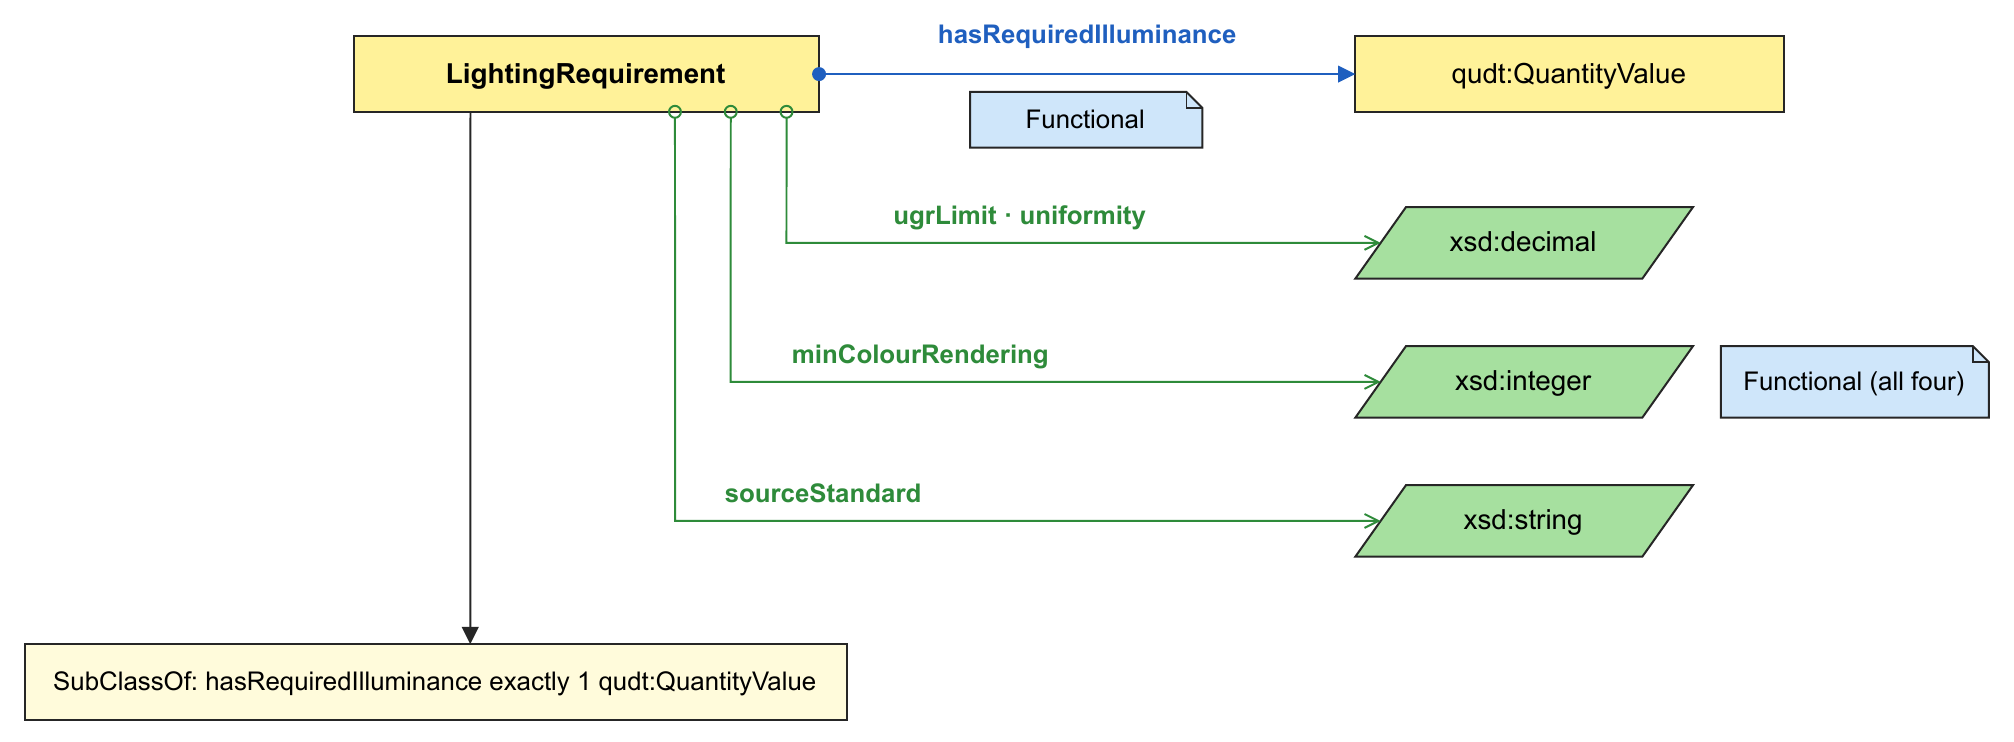 hasRequiredIlluminance
LightingRequirement
qudt:QuantityValue
Functional
ugrLimit · uniformity
xsd:decimal
minColourRendering
xsd:integer
Functional (all four)
sourceStandard
xsd:string
SubClassOf: hasRequiredIlluminance exactly 1 qudt:QuantityValue